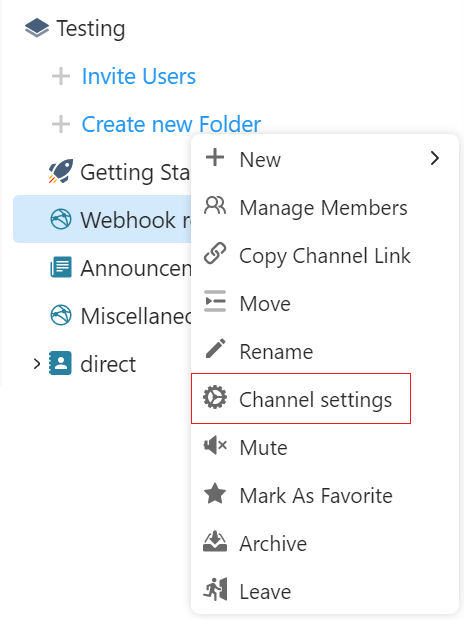 Testing
Invite Users
Create new Folder
Getting Sta
New
Webhook r
Manage Members
Announcem
Copy Channel Link
Miscellanec
Move
direct
Rename
Channel settings
Mute
Mark As Favorite
Archive
Leave